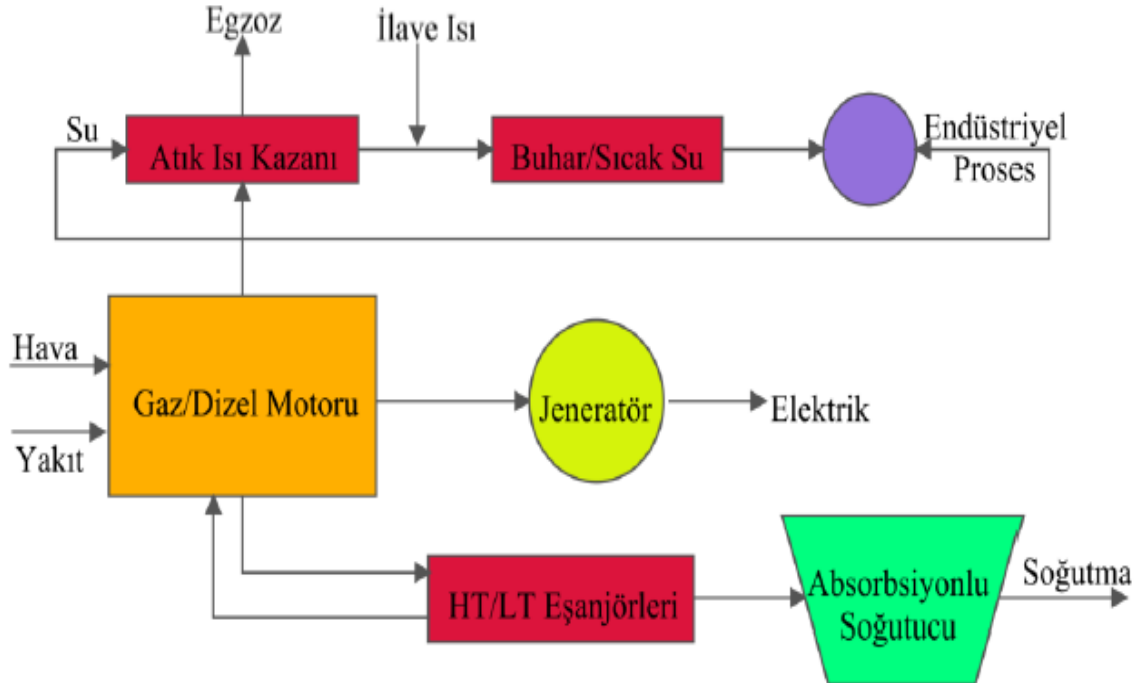 Egzoz
İlave Isı
Su
Atık Isı Kazanı
Buhar/Sıcak Su
Endüstriyel
Proses
Hava
Yakıt
Gaz/Dizel Motoru
Jeneratör
Elektrik
HT/LT Eşanjörleri
Absorbsiyonlu
Soğutucu
Soğutma